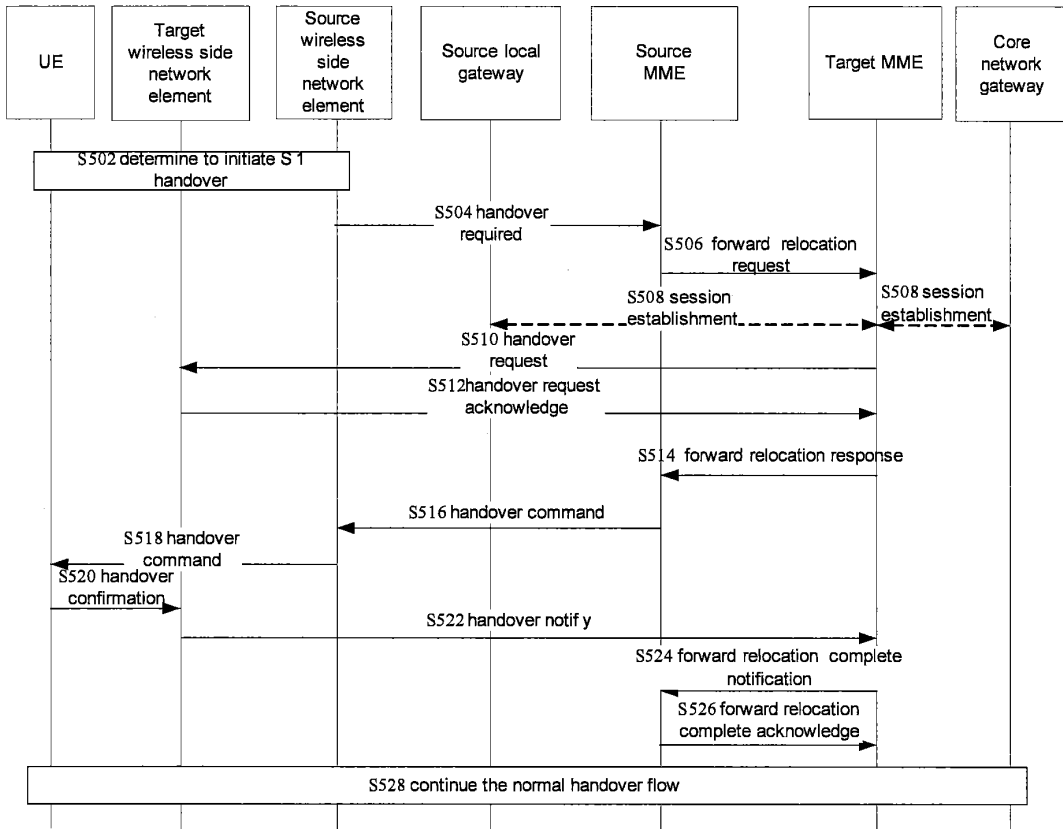 UE
Target
wireless side
network
element
Source
wireless
side
network
element
Source local
gateway
Source
MME
Target MME
Core
network
gateway
S502 determine to initiate S 1
handover
S504 handover
required
S506 forward relocation
request
S508 session
establishment
S508 session
establishment
S510 handover
request
S512handover request
acknowledge
S514 forward relocation response
S516 handover command
S518 handover
command
S520 handover
confirmation
S522 handover notif y
S524 forward relocation complete
notification
S526 forward relocation
complete acknowledge
S528 continue the normal handover flow